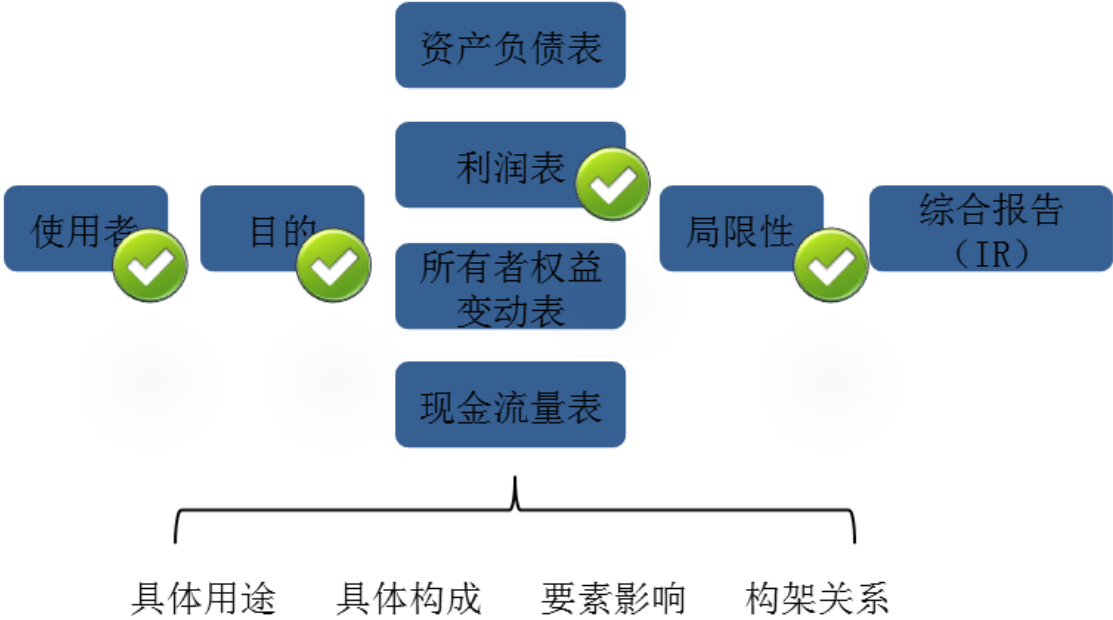 资产负债表
利润表
使用者
目的
局限性
综合报告
（IR）
所有者权益
变动表
现金流量表
具体用途 具体构成 要素影响 构架关系